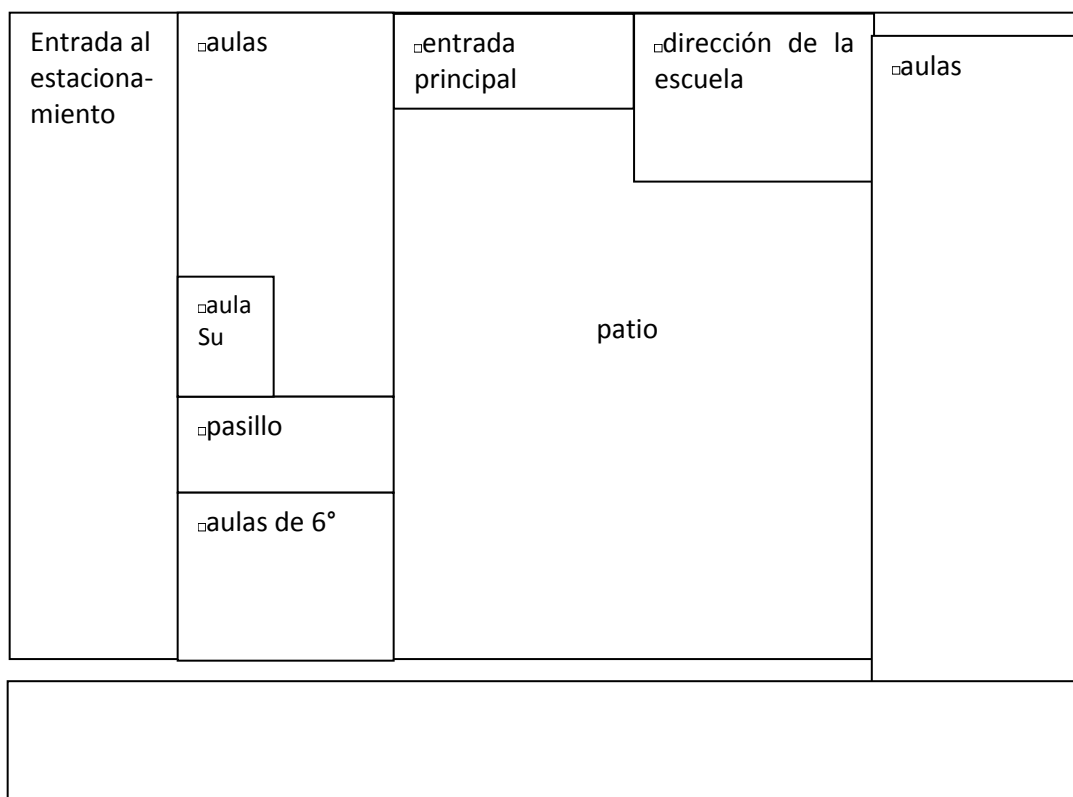 Entrada al
estaciona-
miento
□aulas
□entrada
principal
□dirección de la
escuela
□aulas
□aula
Su
patio
□pasillo
□aulas de 6°